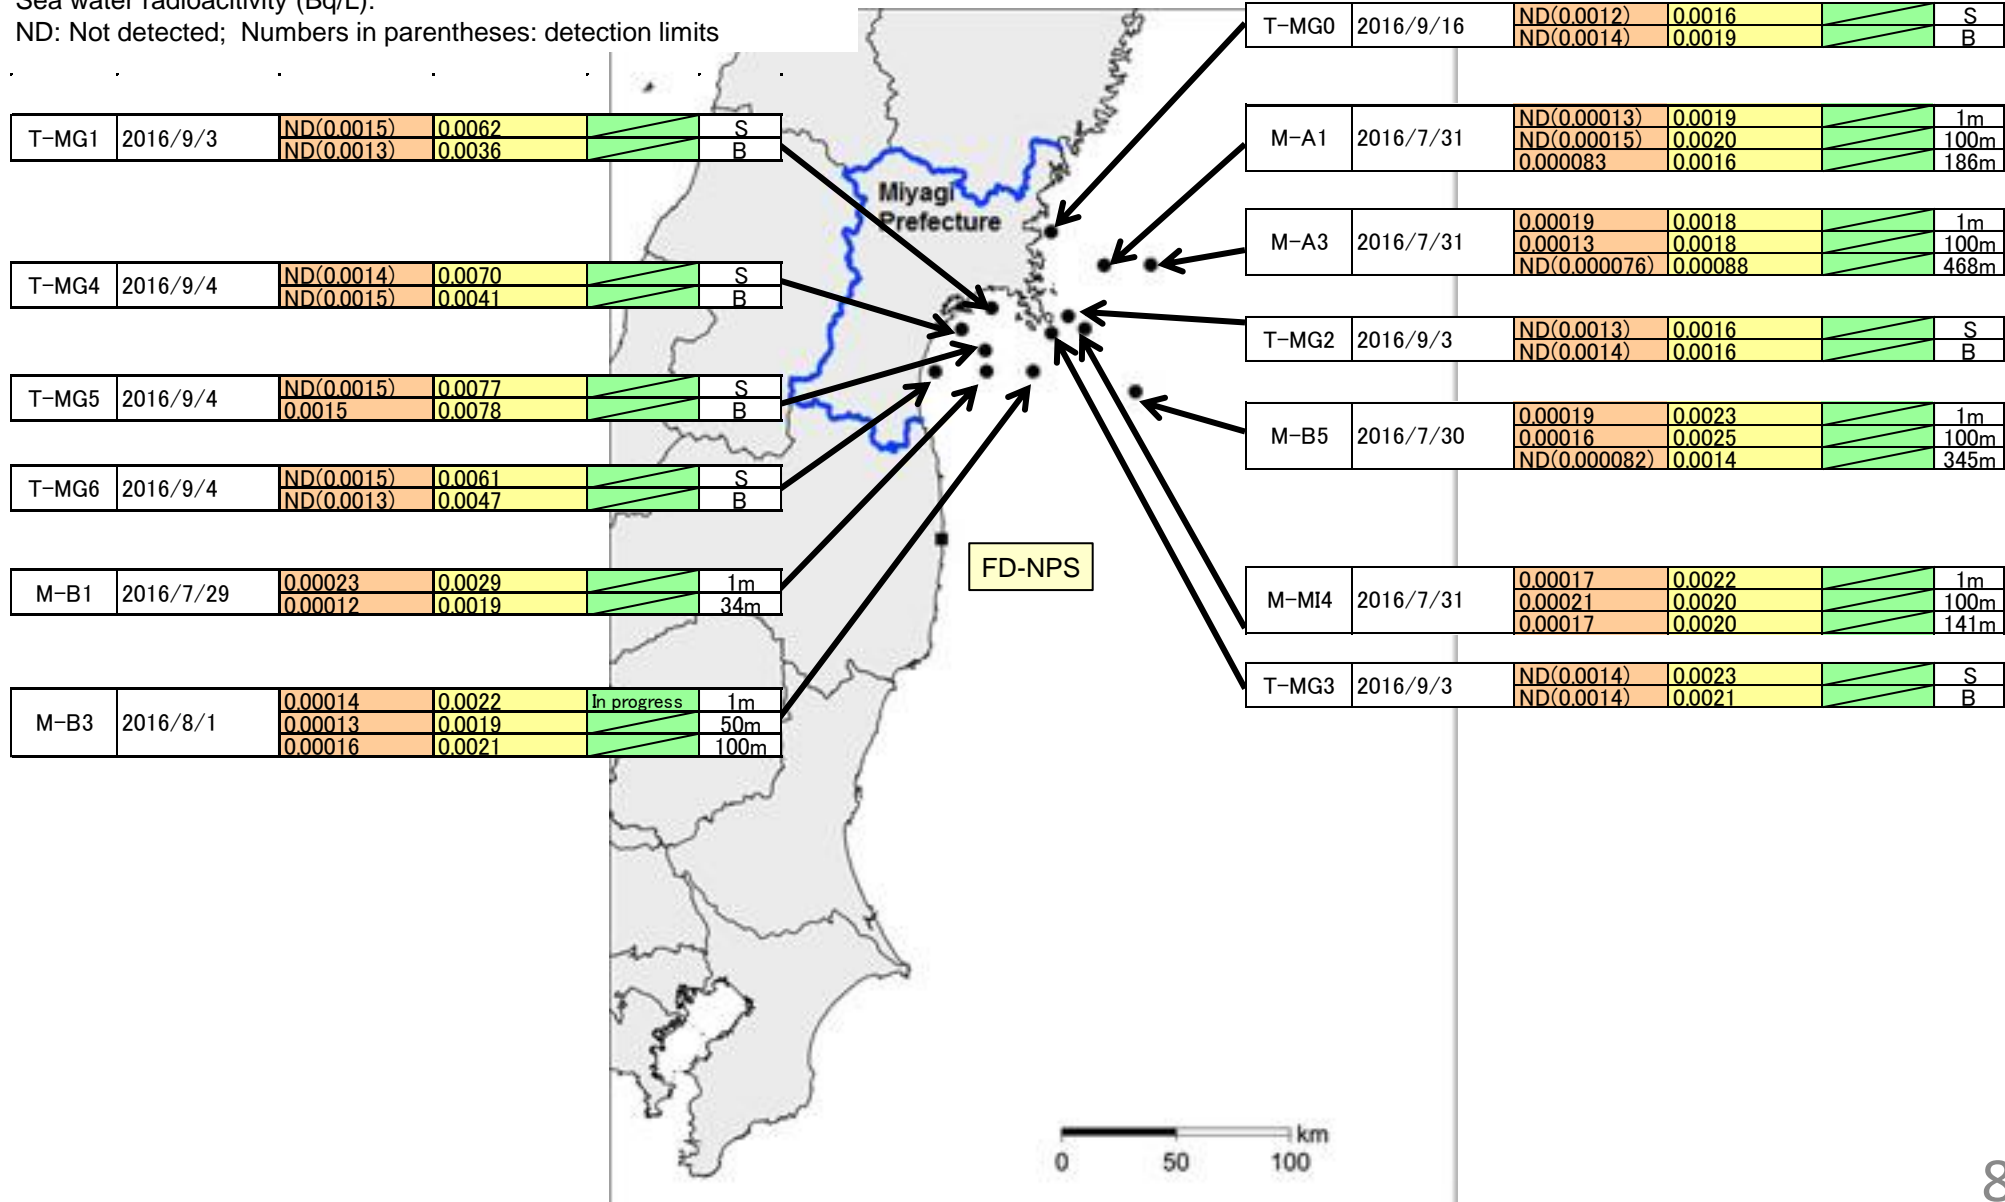 Sea water radioacitivity (Bq/L).
ND: Not detected;  Numbers in parentheses: detection limits
T-MG1 2016/9/3 ND(0.0015) 0.0062 S
ND(0.0013) 0.0036 B
T-MG4 2016/9/4 ND(0.0014) 0.0070 S
ND(0.0015) 0.0041 B
T-MG5 2016/9/4 ND(0.0015) 0.0077 S
0.0015 0.0078 B
T-MG6 2016/9/4 ND(0.0015) 0.0061 S
ND(0.0013) 0.0047 B
M-B1 2016/7/29 0.00023 0.0029 1m
0.00012 0.0019 34m
M-B3 2016/8/1 0.00014 0.0022 In progress 1m
0.00013 0.0019 50m
0.00016 0.0021 100m
Miyagi
Prefecture
FD-NPS
T-MG0 2016/9/16 ND(0.0012) 0.0016 S
ND(0.0014) 0.0019 B
M-A1 2016/7/31 ND(0.00013) 0.0019 1m
ND(0.00015) 0.0020 100m
0.000083 0.0016 186m
M-A3 2016/7/31 0.00019 0.0018 1m
0.00013 0.0018 100m
ND(0.000076) 0.00088 468m
T-MG2 2016/9/3 ND(0.0013) 0.0016 S
ND(0.0014) 0.0016 B
M-B5 2016/7/30 0.00019 0.0023 1m
0.00016 0.0025 100m
ND(0.000082) 0.0014 345m
M-MI4 2016/7/31 0.00017 0.0022 1m
0.00021 0.0020 100m
0.00017 0.0020 141m
T-MG3 2016/9/3 ND(0.0014) 0.0023 S
ND(0.0014) 0.0021 B
km
0 50 100
8